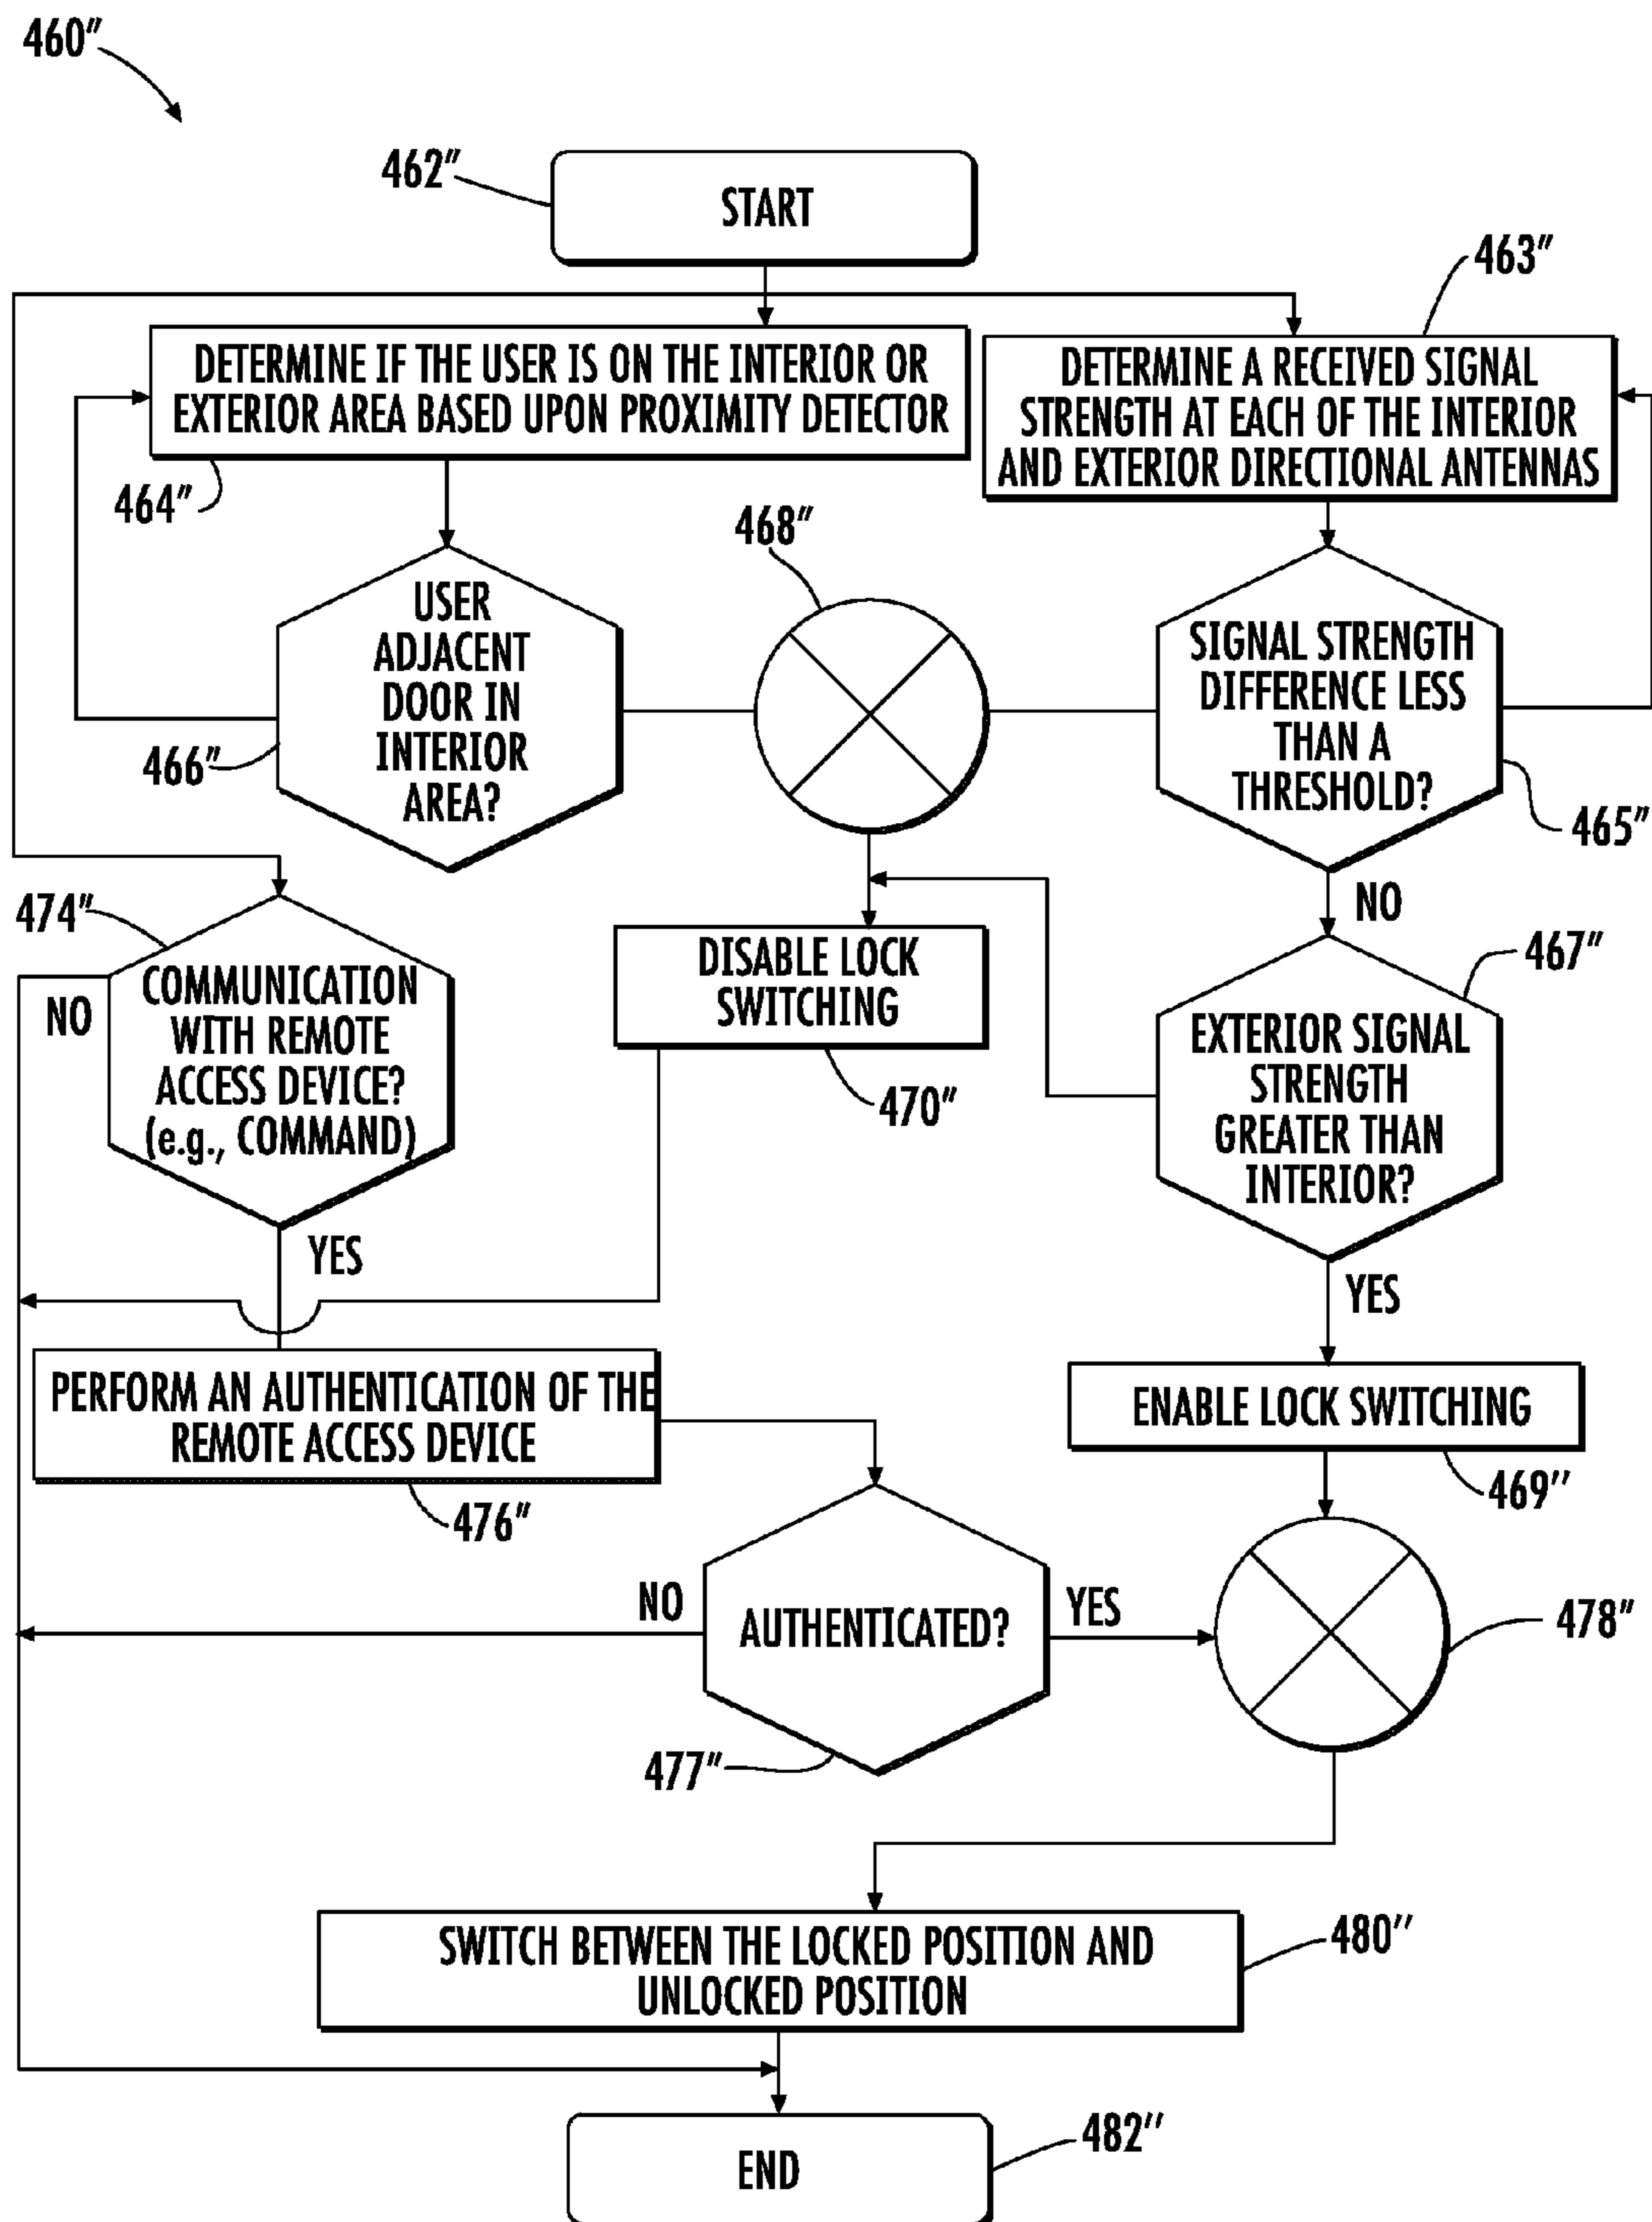 460"
462"
START
463"
DETERMINE IF THE USER IS ON THE INTERIOR OR
EXTERIOR AREA BASED UPON PROXIMITY DETECTOR
464"
DETERMINE A RECEIVED SIGNAL
STRENGTH AT EACH OF THE INTERIOR
AND EXTERIOR DIRECTIONAL ANTENNAS
468"
USER
ADJACENT
DOOR IN
INTERIOR
AREA?
466"
SIGNAL STRENGTH
DIFFERENCE LESS
THAN A
THRESHOLD?
465"
NO
474"
COMMUNICATION
WITH REMOTE
ACCESS DEVICE?
(e.g., COMMAND)
NO
YES
DISABLE LOCK
SWITCHING
470"
467"
EXTERIOR SIGNAL
STRENGTH
GREATER THAN
INTERIOR?
YES
PERFORM AN AUTHENTICATION OF THE
REMOTE ACCESS DEVICE
476"
ENABLE LOCK SWITCHING
469"
NO
AUTHENTICATED?
YES
477"
478"
SWITCH BETWEEN THE LOCKED POSITION AND
UNLOCKED POSITION
480"
END
482"